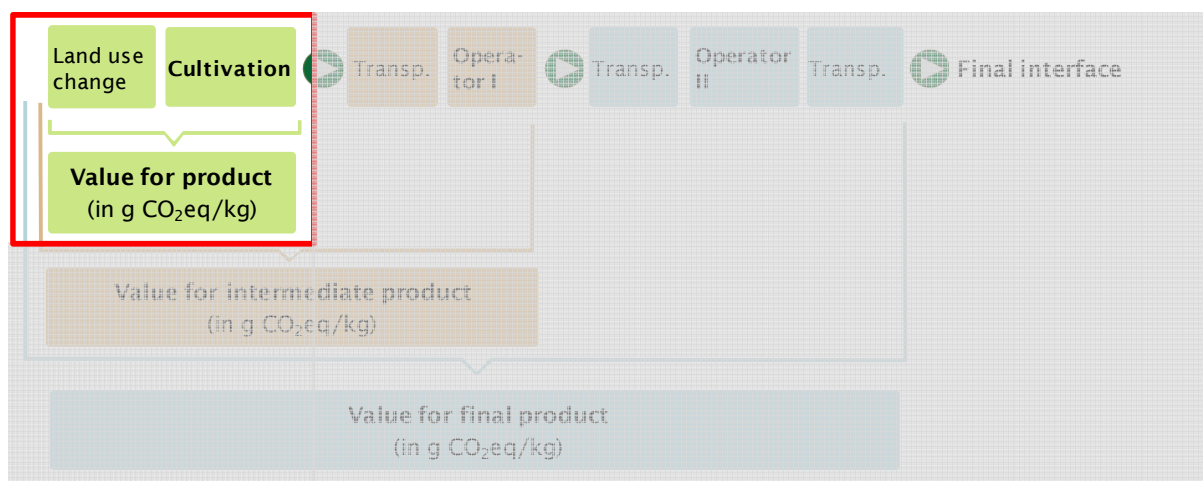 Land use
change
Cultivation
Transp.
Opera-
tor I
Transp.
Operator
II
Transp.
Final interface
Value for product
(in g CO₂eq/kg)
Value for intermediate product
(in g CO₂eq/kg)
Value for final product
(in g CO₂eq/kg)